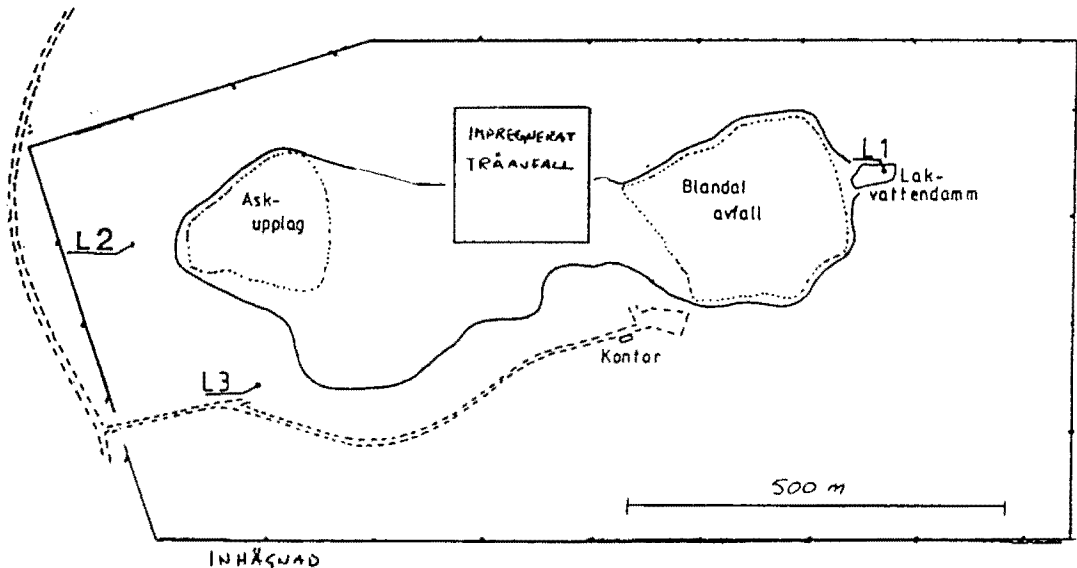 IMPREGNERAT
TRÄAVFALL
L1
Lak-
vattendamm
Ask-
upplag
Blandat
avfall
L2
Kontor
L3
500 m
INHÄGNAD